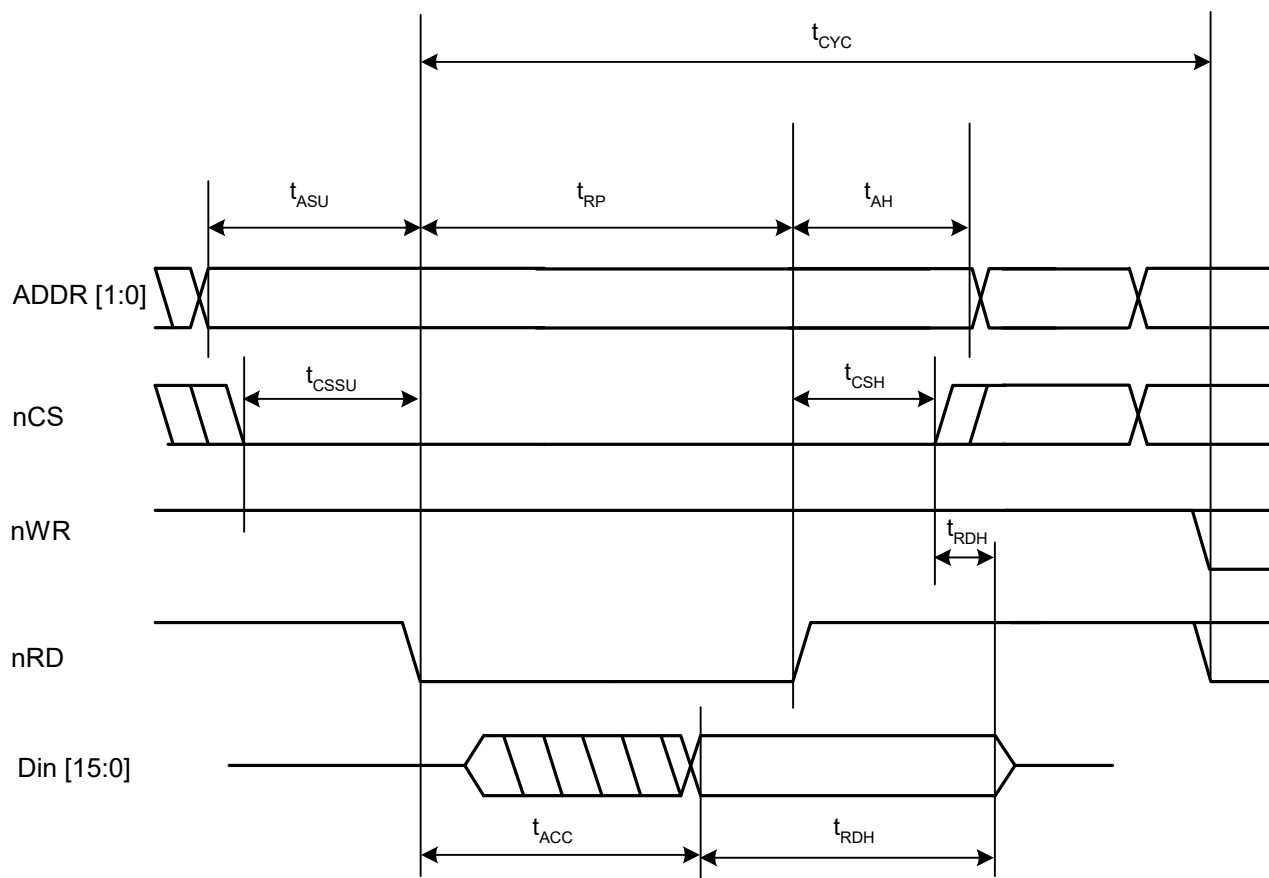 tCYC
tASU
tRP
tAH
ADDR [1:0]
tCSSU
tCSH
nCS
nWR
tRDH
nRD
Din [15:0]
tACC
tRDH